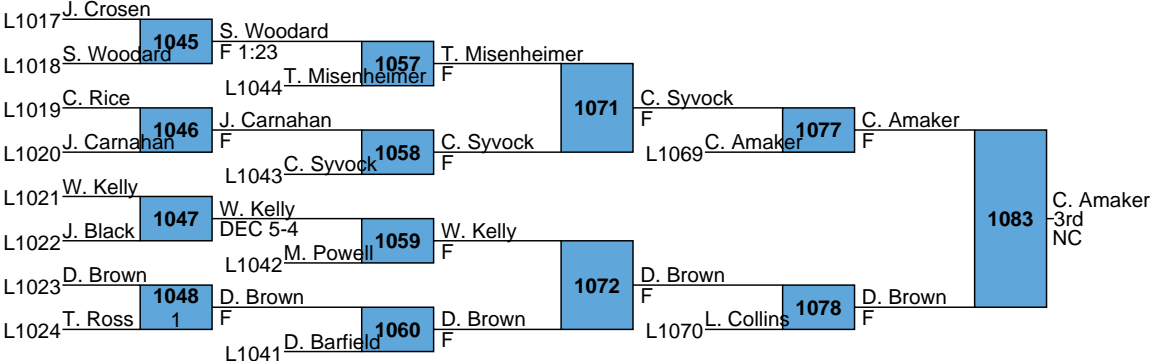 L1017 J. Crosen
1045
S. Woodard
F 1:23
L1018 S. Woodard
1057
T. Misenheimer
F
L1044 T. Misenheimer
L1019 C. Rice
1046
J. Carnahan
F
L1020 J. Carnahan
1071
C. Syvock
F
1058
C. Syvock
F
L1043 C. Syvock
1077
C. Amaker
F
L1069 C. Amaker
L1021 W. Kelly
1047
W. Kelly
DEC 5-4
L1022 J. Black
1059
W. Kelly
F
L1042 M. Powell
1083
C. Amaker
3rd
NC
L1023 D. Brown
1048
1
D. Brown
F
L1024 T. Ross
1072
D. Brown
F
1060
D. Brown
F
L1041 D. Barfield
1078
D. Brown
F
L1070 L. Collins